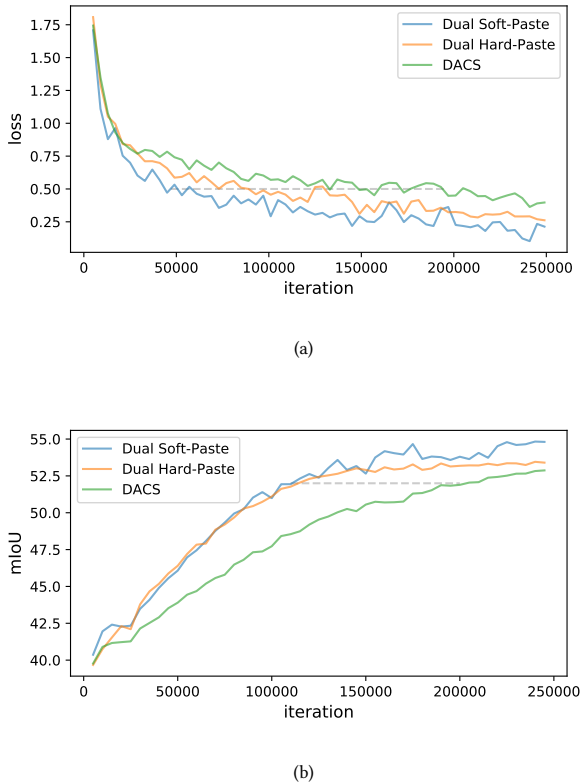 1.75
1.50
1.25
1.00
0.75
0.50
0.25
loss
Dual Soft-Paste
Dual Hard-Paste
DACS
0 50000 100000 150000 200000 250000
iteration
(a)
55.0
52.5
50.0
47.5
45.0
42.5
40.0
mIoU
Dual Soft-Paste
Dual Hard-Paste
DACS
0 50000 100000 150000 200000 250000
iteration
(b)